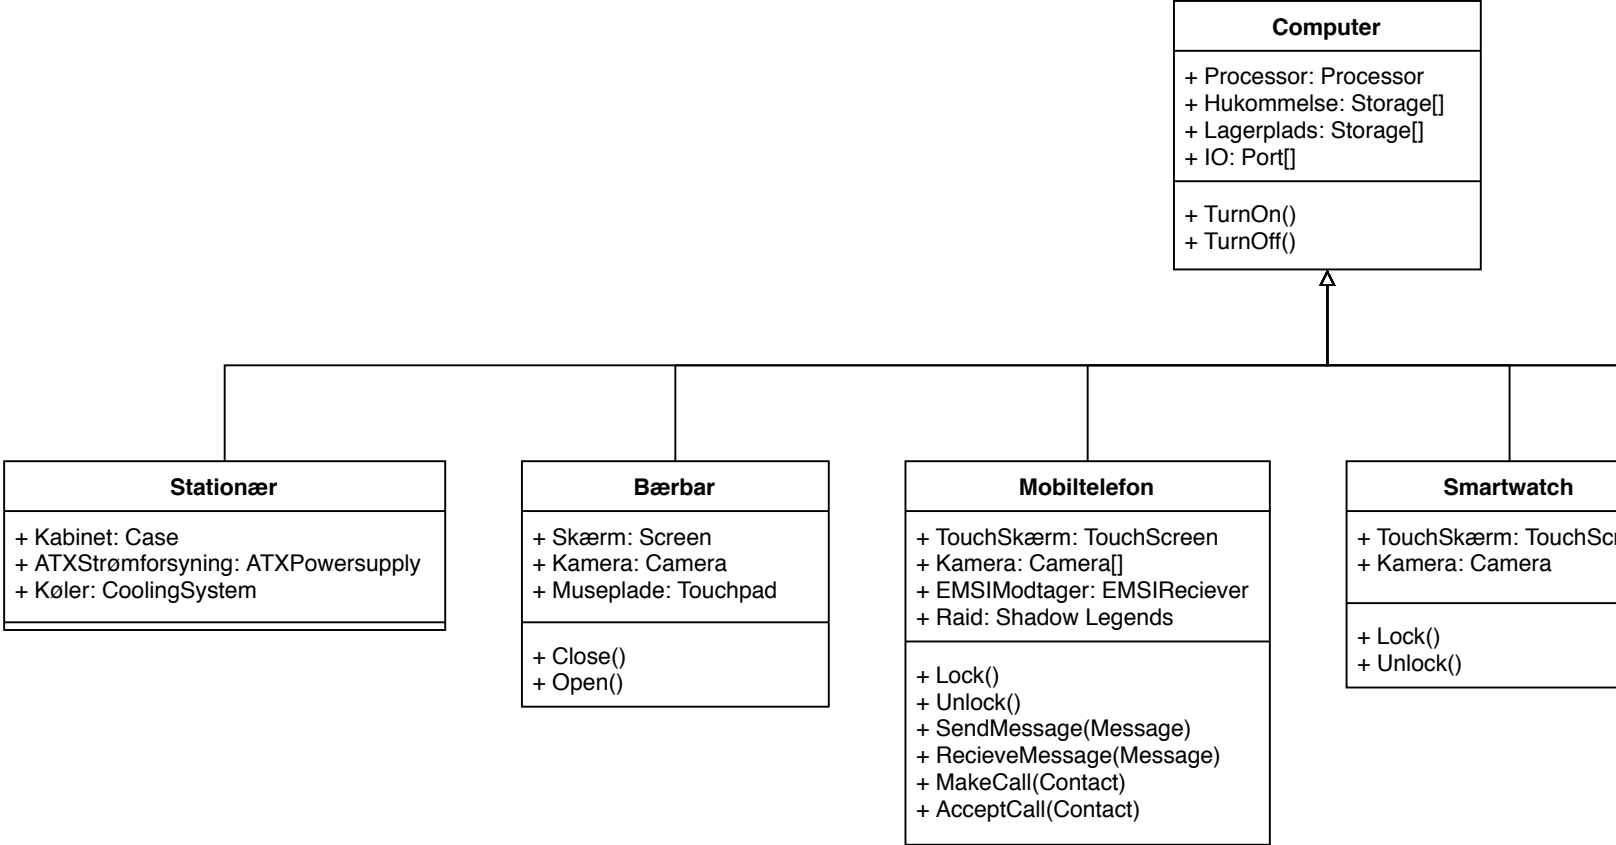 Computer
+ Processor: Processor
+ Hukommelse: Storage[]
+ Lagerplads: Storage[]
+ IO: Port[]
+ TurnOn()
+ TurnOff()
Stationær
+ Kabinet: Case
+ ATXStrømforsyning: ATXPowersupply
+ Køler: CoolingSystem
Bærbar
+ Skærm: Screen
+ Kamera: Camera
+ Museplade: Touchpad
+ Close()
+ Open()
Mobiltelefon
+ TouchSkærm: TouchScreen
+ Kamera: Camera[]
+ EMSIModtager: EMSIReciever
+ Raid: Shadow Legends
+ Lock()
+ Unlock()
+ SendMessage(Message)
+ RecieveMessage(Message)
+ MakeCall(Contact)
+ AcceptCall(Contact)
Smartwatch
+ TouchSkærm:
+ Kamera: Camera
+ Lock()
+ Unlock()